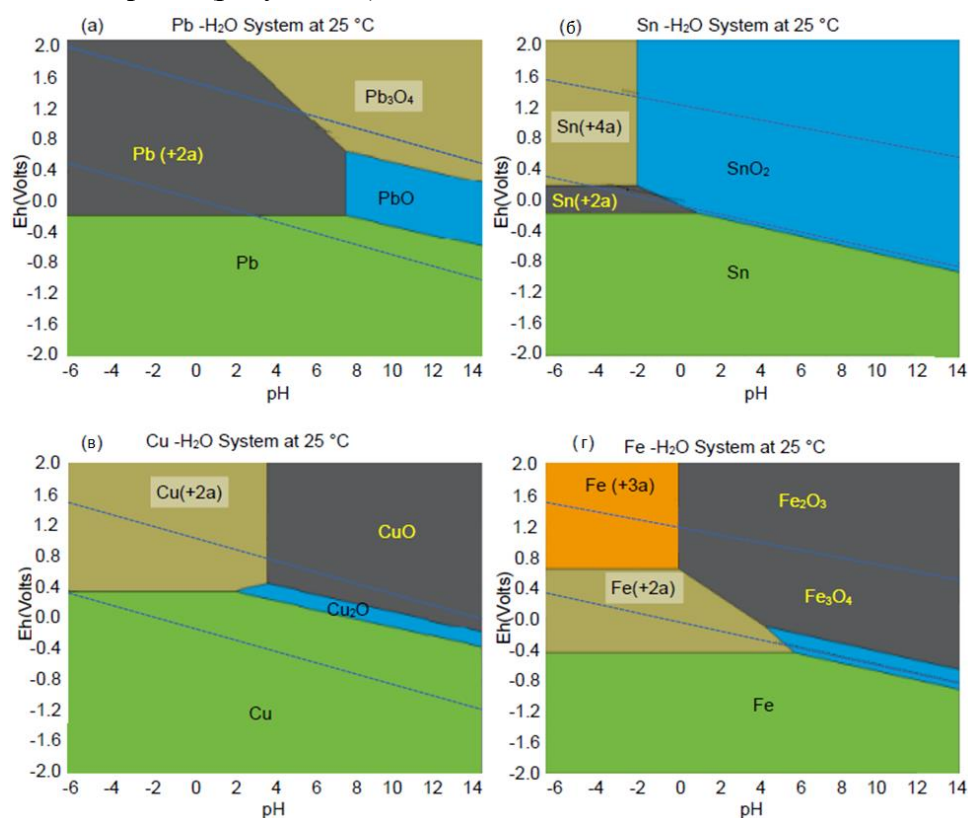 (а) Pb -H₂O System at 25 °C
2.0
1.6
1.2
0.8
0.4
0.0
-0.4
-0.8
-1.2
-1.6
-2.0
Eh(Volts)
Pb₃O₄
Pb (+2a)
PbO
Pb
-6 -4 -2 0 2 4 6 8 10 12 14
pH
(б) Sn -H₂O System at 25 °C
2.0
1.6
1.2
0.8
0.4
0.0
-0.4
-0.8
-1.2
-1.6
-2.0
Eh(Volts)
Sn(+4a)
SnO₂
Sn(+2a)
Sn
-6 -4 -2 0 2 4 6 8 10 12 14
pH
(в) Cu -H₂O System at 25 °C
2.0
1.6
1.2
0.8
0.4
0.0
-0.4
-0.8
-1.2
-1.6
-2.0
Eh(Volts)
Cu(+2a)
CuO
Cu₂O
Cu
-6 -4 -2 0 2 4 6 8 10 12 14
pH
(г) Fe -H₂O System at 25 °C
2.0
1.6
1.2
0.8
0.4
0.0
-0.4
-0.8
-1.2
-1.6
-2.0
Eh(Volts)
Fe (+3a)
Fe₂O₃
Fe(+2a)
Fe₃O₄
Fe
-6 -4 -2 0 2 4 6 8 10 12 14
pH